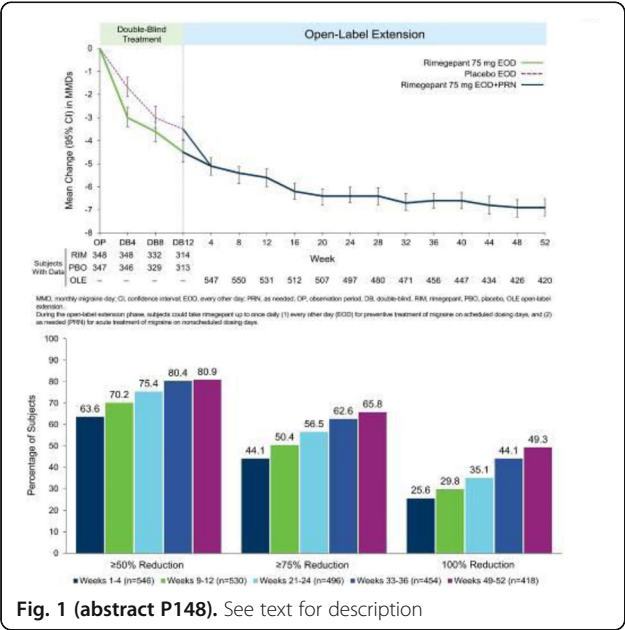 Double-Blind
Treatment
Open-Label Extension
Rimegepant 75 mg EOD
Placebo EOD
Rimegepant 75 mg EOD+PRN
Mean Change (95% CI) in MMDs
0
-1
-2
-3
-4
-5
-6
-7
-8
OP DB4 DB8 DB12 4 8 12 16 20 24 28 32 36 40 44 48 52
Week
Subjects
With Data
RIM 348 348 332 314
PBO 347 346 329 313
OLE – – – – 547 550 531 512 507 497 480 471 456 447 434 426 420
MMD, monthly migraine day; CI, confidence interval; EOD, every other day; PRN, as needed; OP, observation period, DB, double-blind, RIM, rimegepant, PBO, placebo, OLE open-label
extension.
During the open-label extension phase, subjects could take rimegepant up to once daily (1) every other day (EOD) for preventive treatment of migraine on scheduled dosing days, and (2)
as needed (PRN) for acute treatment of migraine on nonscheduled dosing days.
Percentage of Subjects
100
90
80
70
60
50
40
30
20
10
0
63.6 70.2 75.4 80.4 80.9
44.1 50.4 56.5 62.6 65.8
25.6 29.8 35.1 44.1 49.3
≥50% Reduction ≥75% Reduction 100% Reduction
Weeks 1-4 (n=546) Weeks 9-12 (n=530) Weeks 21-24 (n=496) Weeks 33-36 (n=454) Weeks 49-52 (n=418)
Fig. 1 (abstract P148). See text for description